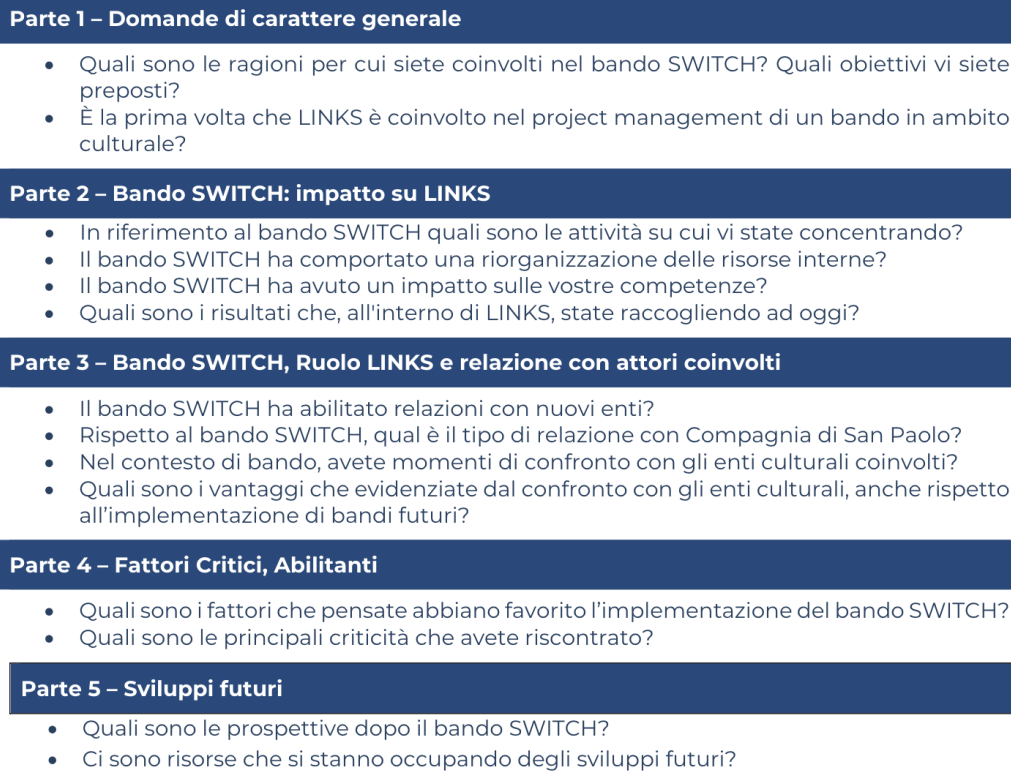 Parte 1 – Domande di carattere generale
• Quali sono le ragioni per cui siete coinvolti nel bando SWITCH? Quali obiettivi vi siete
preposti?
• È la prima volta che LINKS è coinvolto nel project management di un bando in ambito
culturale?
Parte 2 – Bando SWITCH: impatto su LINKS
• In riferimento al bando SWITCH quali sono le attività su cui vi state concentrando?
• Il bando SWITCH ha comportato una riorganizzazione delle risorse interne?
• Il bando SWITCH ha avuto un impatto sulle vostre competenze?
• Quali sono i risultati che, all'interno di LINKS, state raccogliendo ad oggi?
Parte 3 – Bando SWITCH, Ruolo LINKS e relazione con attori coinvolti
• Il bando SWITCH ha abilitato relazioni con nuovi enti?
• Rispetto al bando SWITCH, qual è il tipo di relazione con Compagnia di San Paolo?
• Nel contesto di bando, avete momenti di confronto con gli enti culturali coinvolti?
• Quali sono i vantaggi che evidenziate dal confronto con gli enti culturali, anche rispetto
all’implementazione di bandi futuri?
Parte 4 – Fattori Critici, Abilitanti
• Quali sono i fattori che pensate abbiano favorito l’implementazione del bando SWITCH?
• Quali sono le principali criticità che avete riscontrato?
Parte 5 – Sviluppi futuri
• Quali sono le prospettive dopo il bando SWITCH?
• Ci sono risorse che si stanno occupando degli sviluppi futuri?